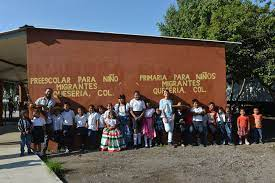 PREESCOLAR PARA NIÑO
MIGRANTES
QUESERIA, COL.
PRIMARIA PARA NIÑOS
MIGRANTES
QUESERIA, COL.